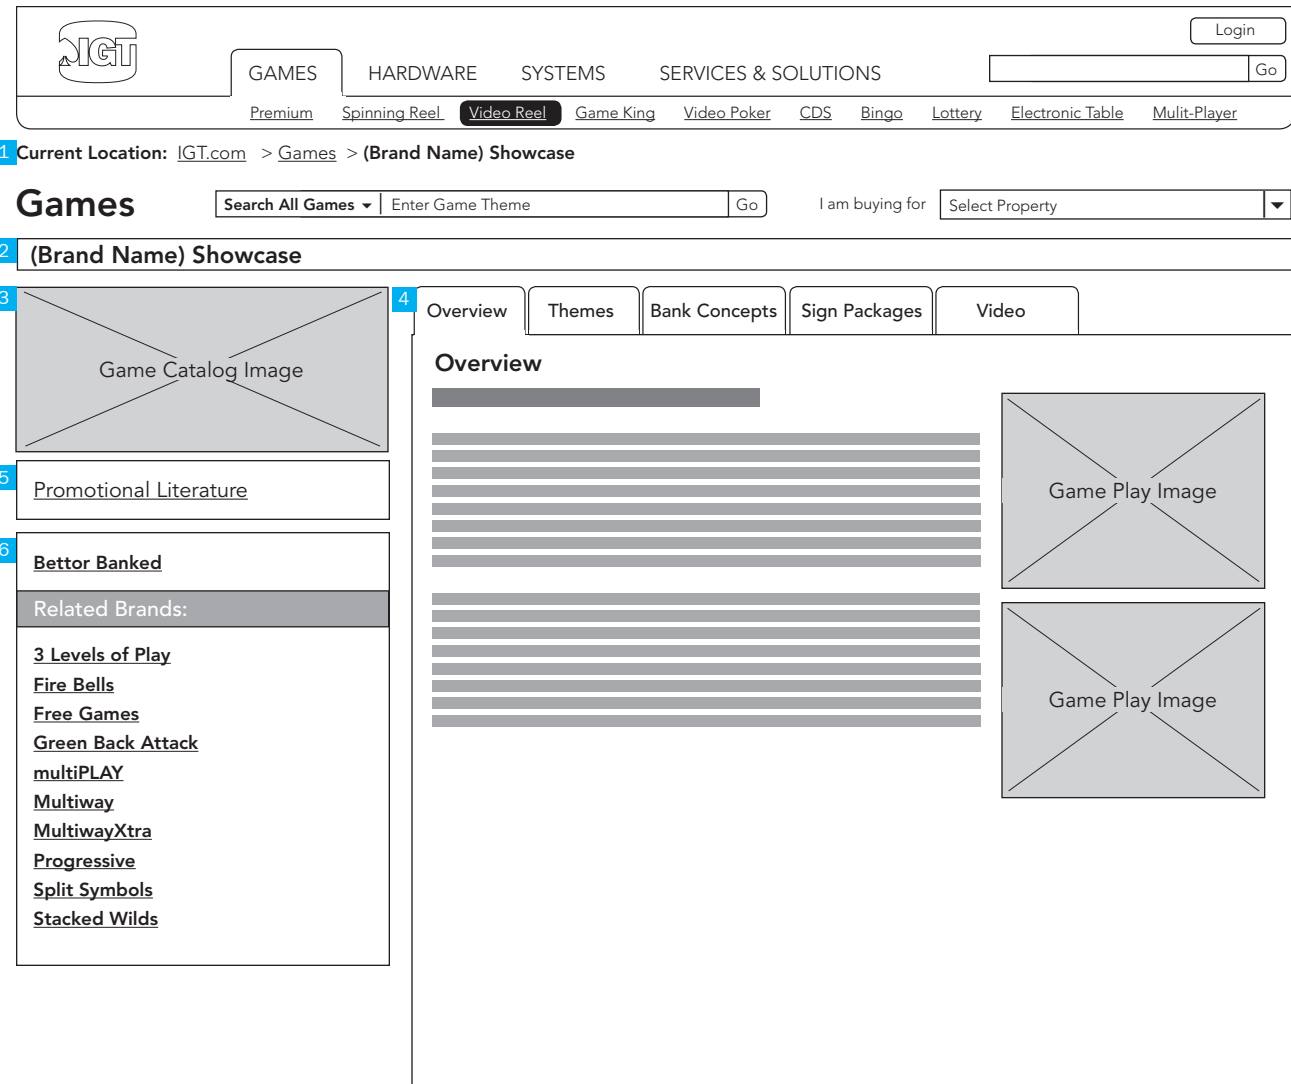 IGT
Login
GAMES HARDWARE SYSTEMS SERVICES & SOLUTIONS Go
Premium Spinning Reel Video Reel Game King Video Poker CDS Bingo Lottery Electronic Table Mulit-Player
1 Current Location: IGT.com > Games > (Brand Name) Showcase
Games Search All Games Enter Game Theme Go I am buying for Select Property
2 (Brand Name) Showcase
3
Game Catalog Image
4 Overview Themes Bank Concepts Sign Packages Video
Overview
Game Play Image
Game Play Image
5 Promotional Literature
6 Bettor Banked
Related Brands:
3 Levels of Play
Fire Bells
Free Games
Green Back Attack
multiPLAY
Multiway
MultiwayXtra
Progressive
Split Symbols
Stacked Wilds